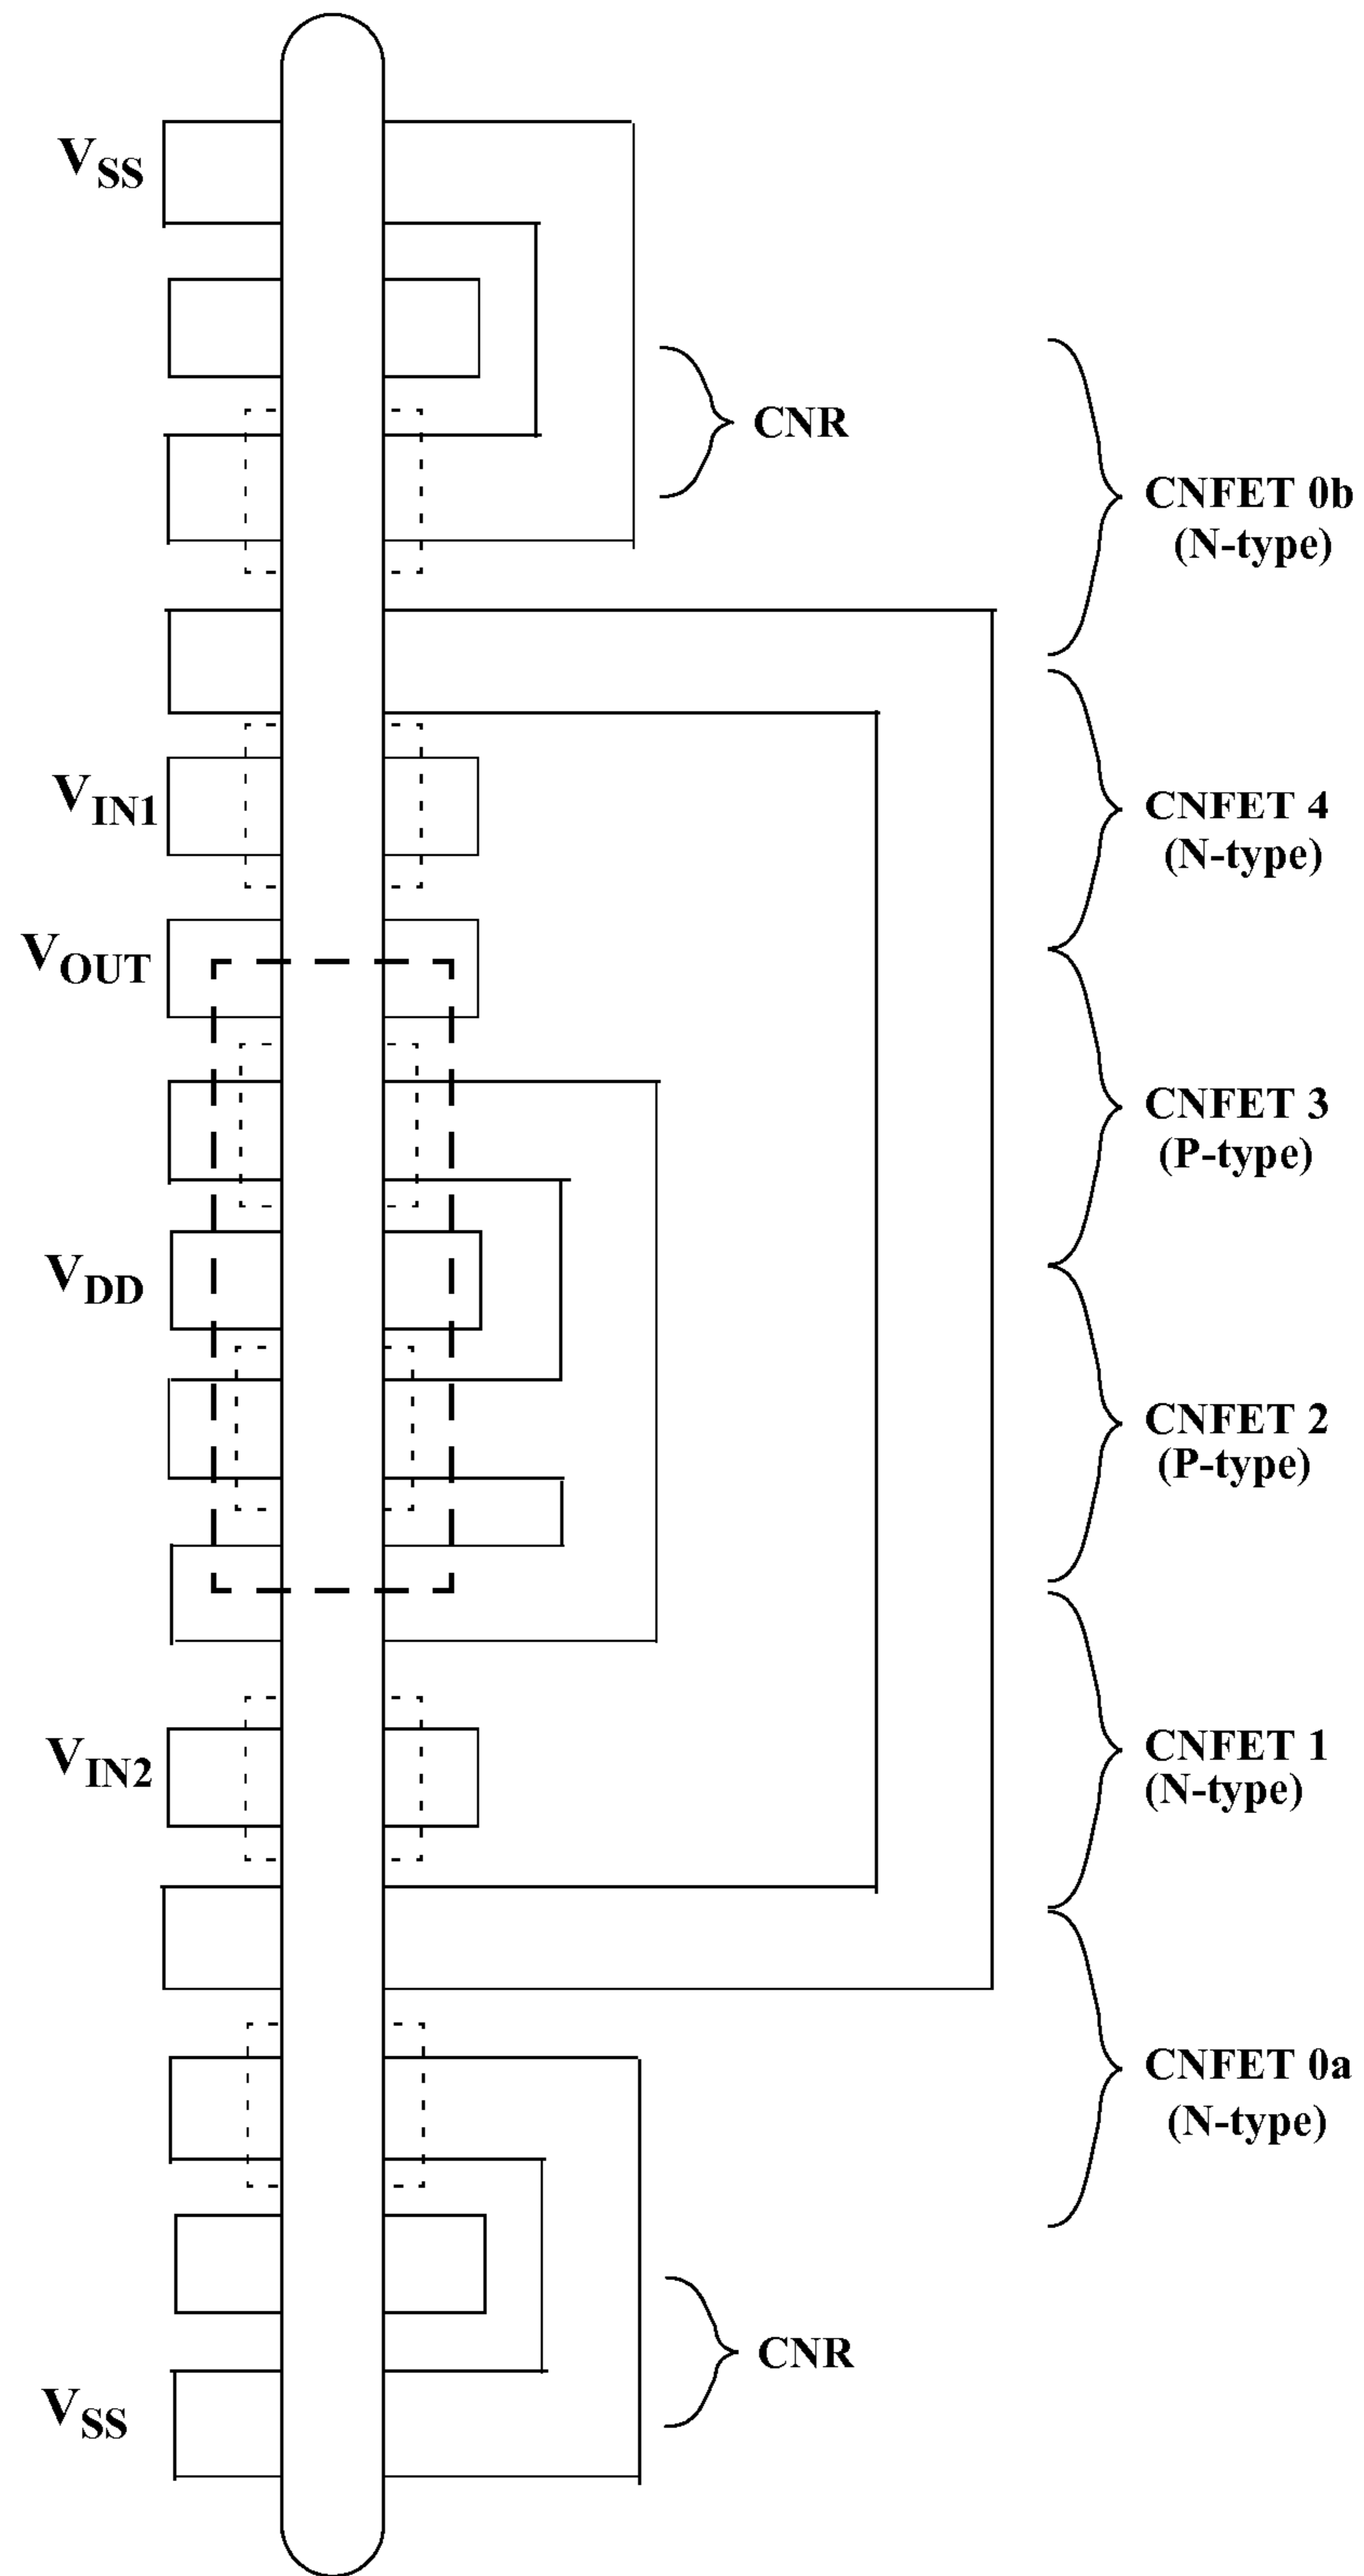 VSS
CNR
CNFET 0b
(N-type)
VIN1
CNFET 4
(N-type)
VOUT
CNFET 3
(P-type)
VDD
CNFET 2
(P-type)
VIN2
CNFET 1
(N-type)
CNFET 0a
(N-type)
CNR
VSS